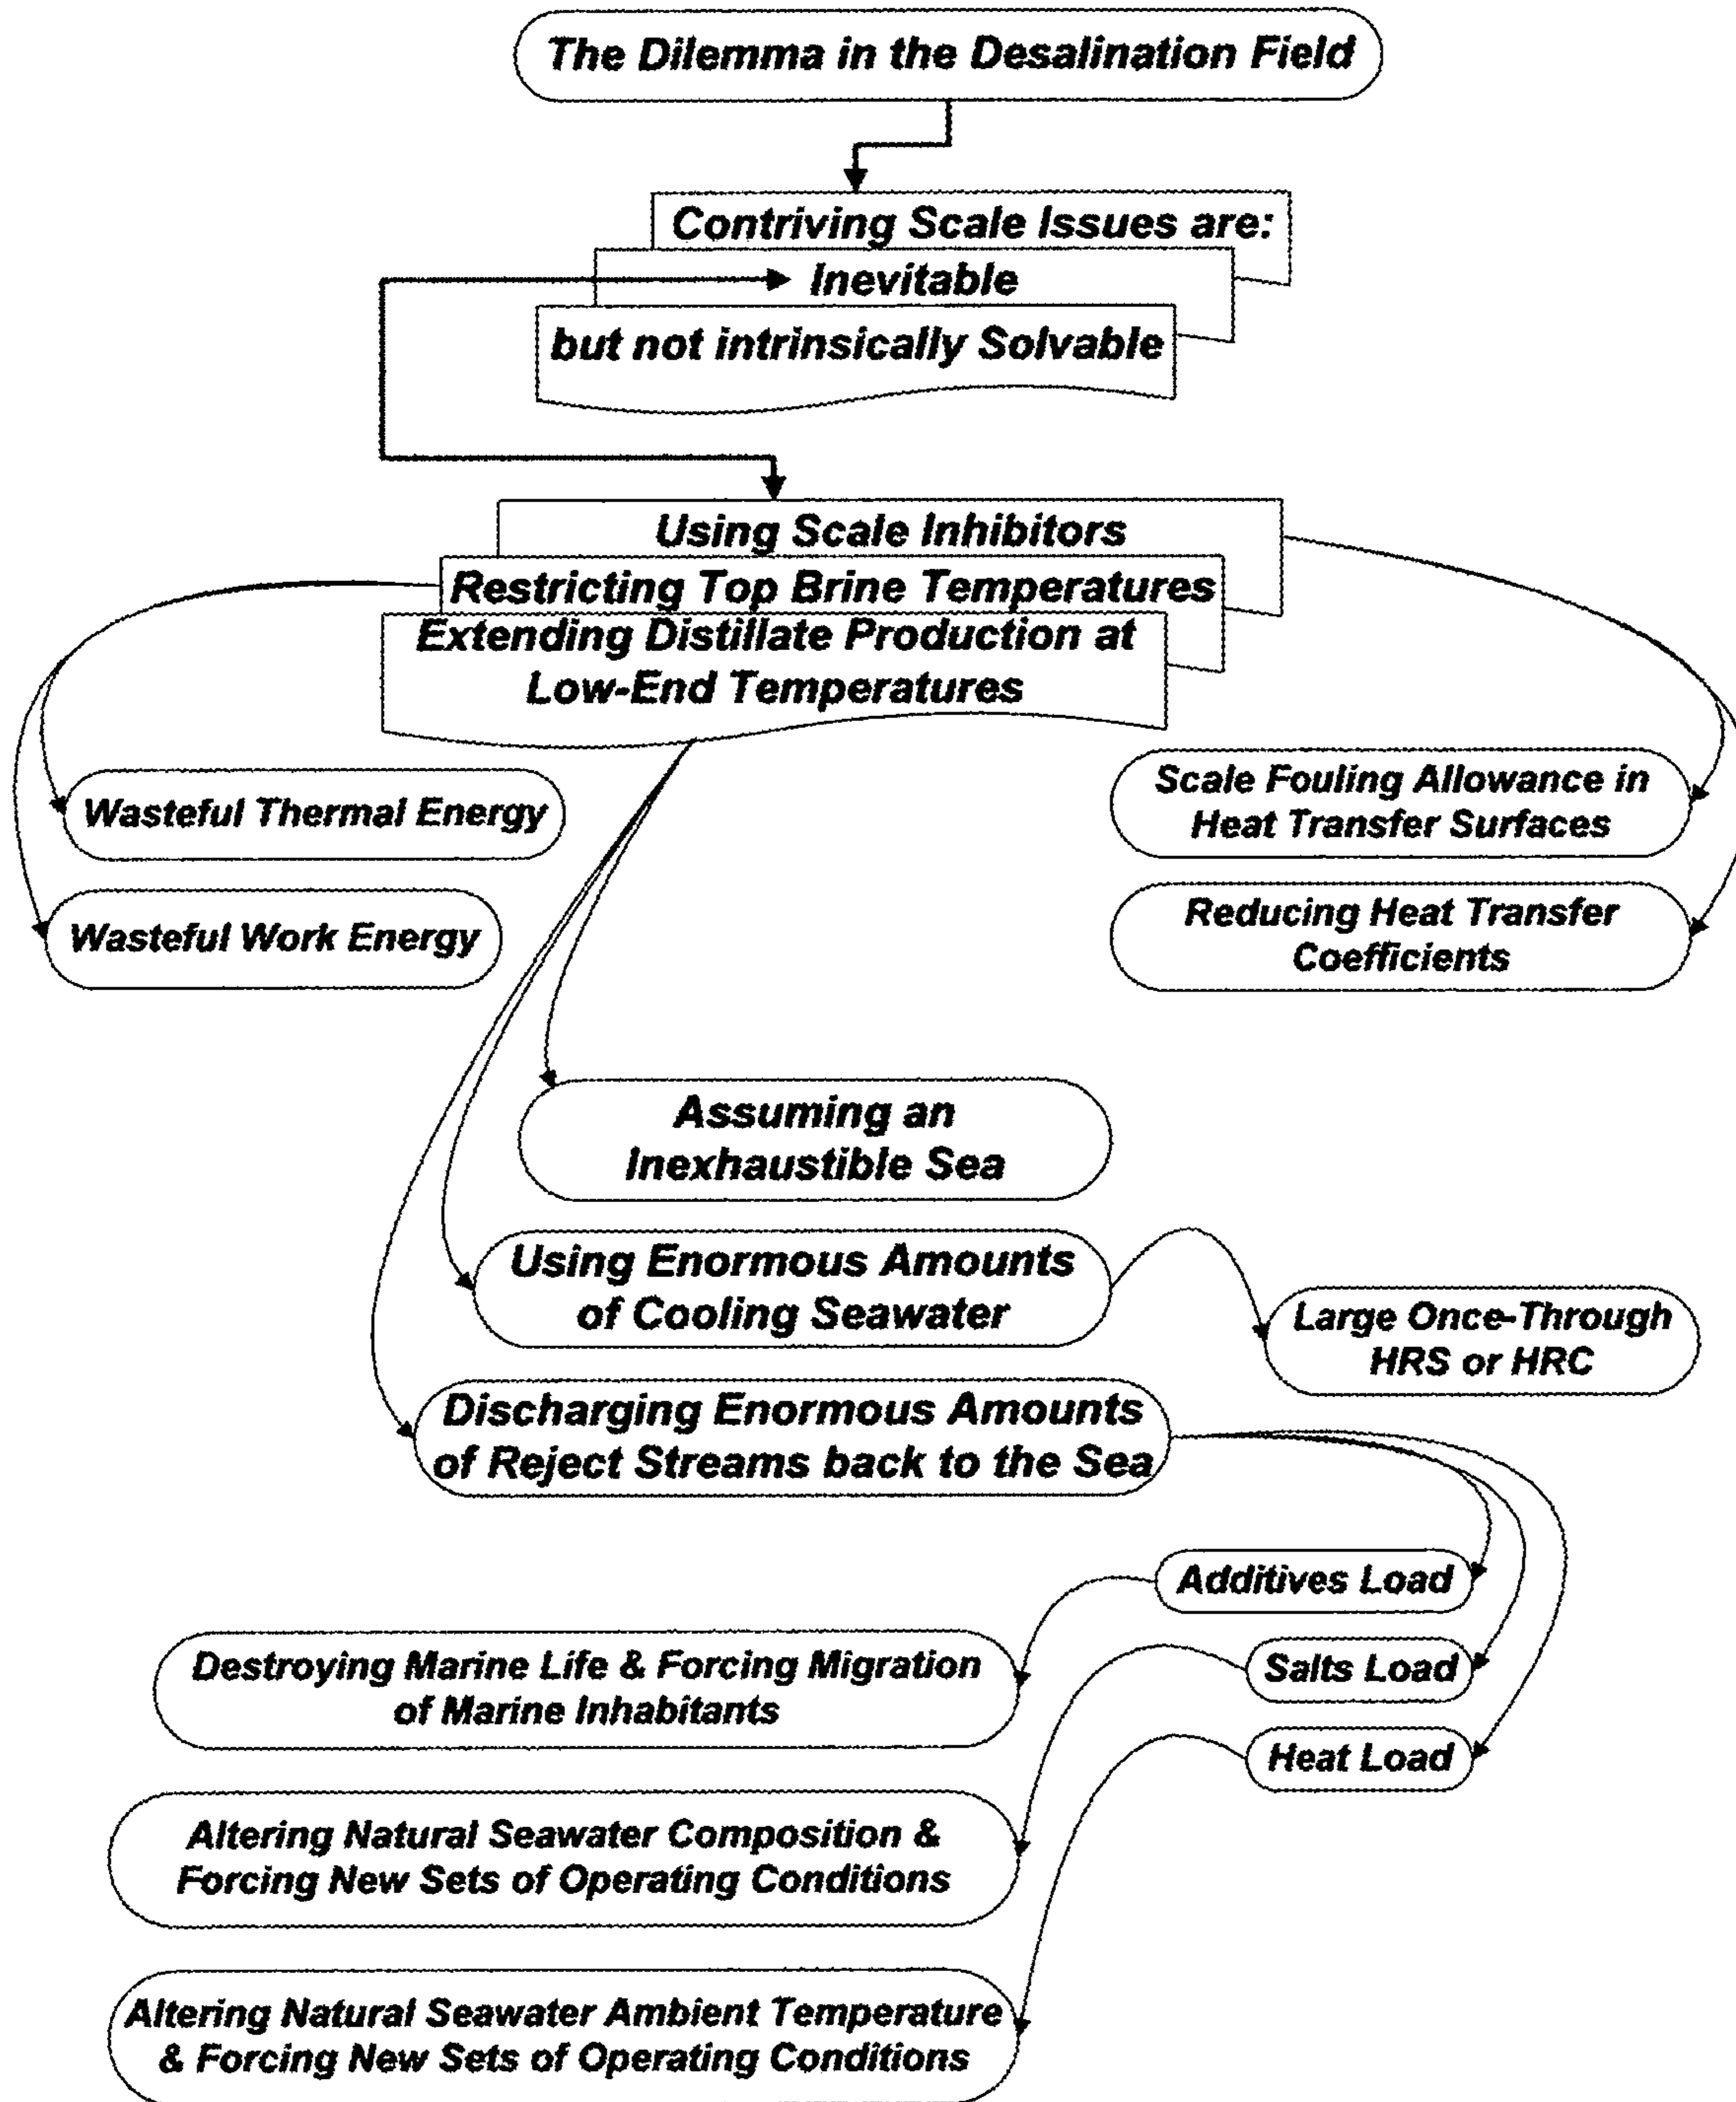 The Dilemma in the Desalination Field
Contriving Scale Issues are:
Inevitable
but not intrinsically Solvable
Using Scale Inhibitors
Restricting Top Brine Temperatures
Extending Distillate Production at
Low-End Temperatures
Wasteful Thermal Energy
Scale Fouling Allowance in
Heat Transfer Surfaces
Wasteful Work Energy
Reducing Heat Transfer
Coefficients
Assuming an
Inexhaustible Sea
Using Enormous Amounts
of Cooling Seawater
Large Once-Through
HRS or HRC
Discharging Enormous Amounts
of Reject Streams back to the Sea
Additives Load
Destroying Marine Life & Forcing Migration
of Marine Inhabitants
Salts Load
Heat Load
Altering Natural Seawater Composition &
Forcing New Sets of Operating Conditions
Altering Natural Seawater Ambient Temperature
& Forcing New Sets of Operating Conditions